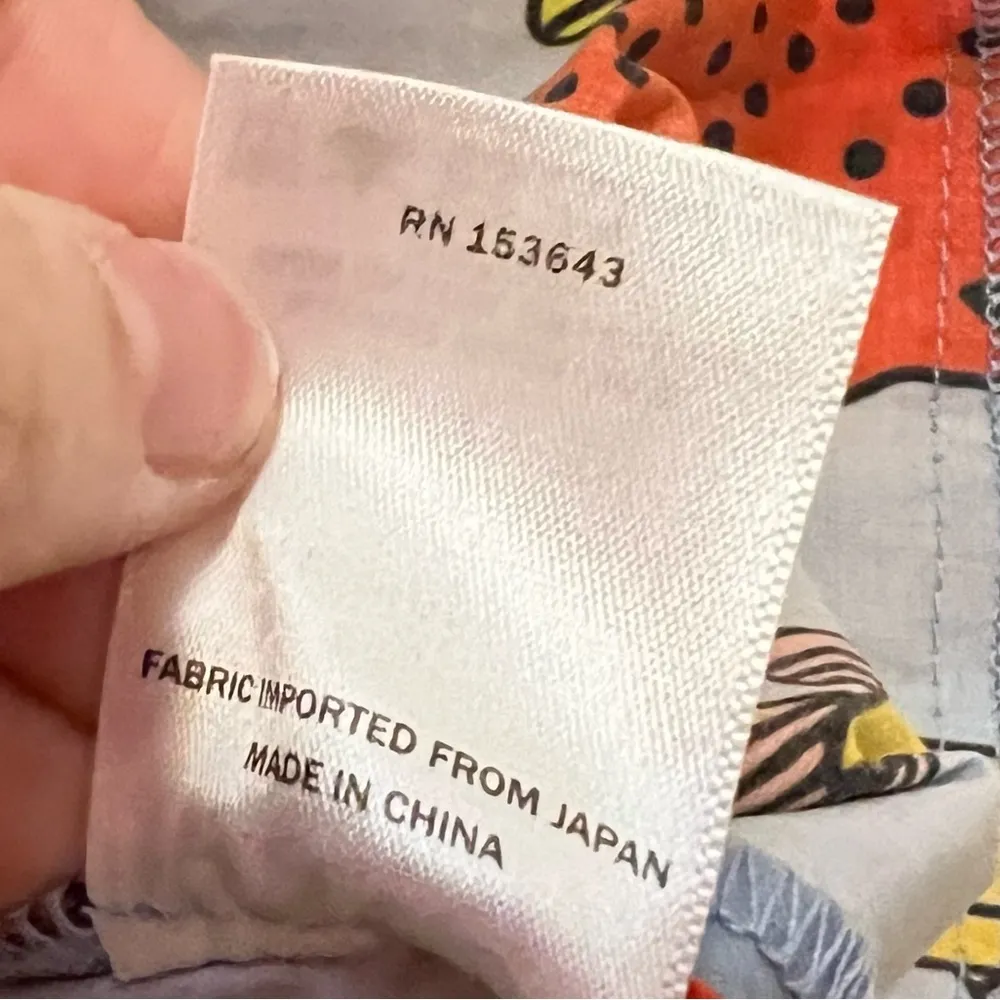 RN 153643
FABRIC IMPORTED FROM JAPAN
MADE IN CHINA